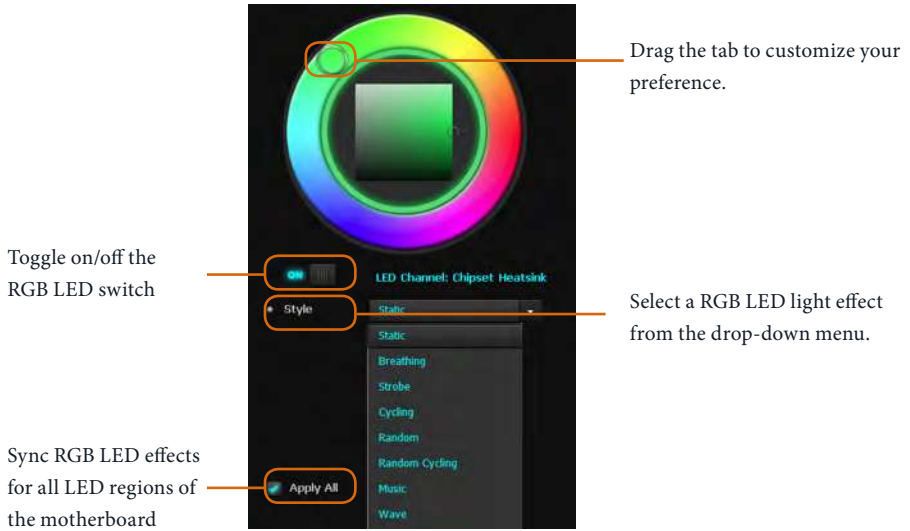 Drag the tab to customize your
preference.
Toggle on/off the
RGB LED switch
ON
LED Channel: Chipset Heatsink
Style
Static
Select a RGB LED light effect
from the drop-down menu.
Static
Breathing
Strobe
Cycling
Random
Random Cycling
Music
Wave
Sync RGB LED effects
for all LED regions of
the motherboard
Apply All